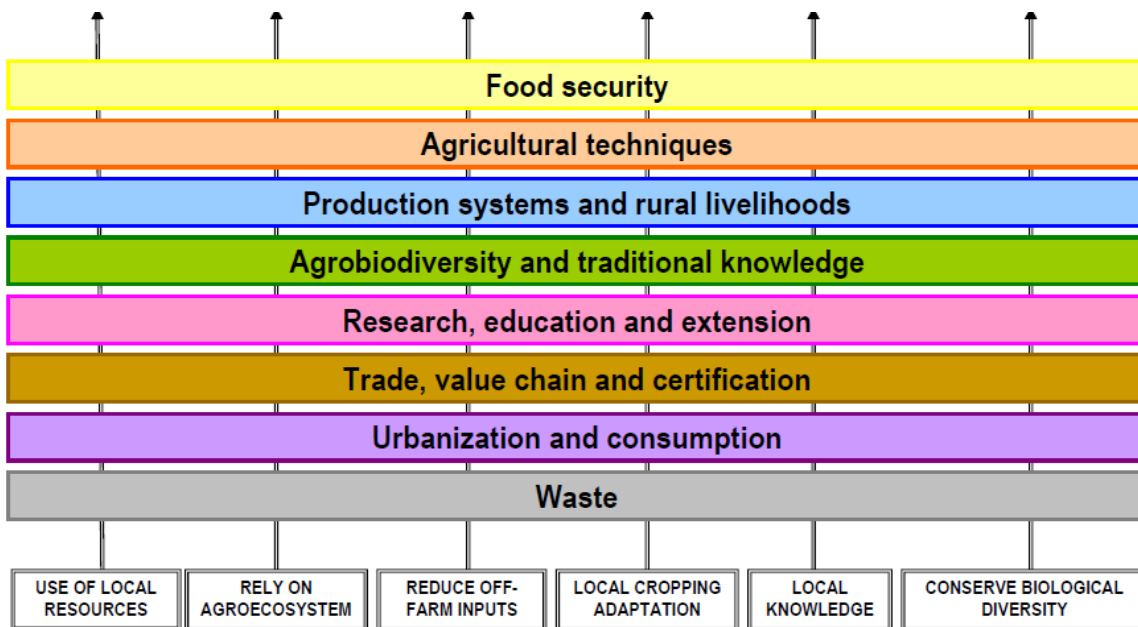 Food security
Agricultural techniques
Production systems and rural livelihoods
Agrobiodiversity and traditional knowledge
Research, education and extension
Trade, value chain and certification
Urbanization and consumption
Waste
USE OF LOCAL
RESOURCES
RELY ON
AGROECOSYSTEM
REDUCE OFF-
FARM INPUTS
LOCAL CROPPING
ADAPTATION
LOCAL
KNOWLEDGE
CONSERVE BIOLOGICAL
DIVERSITY